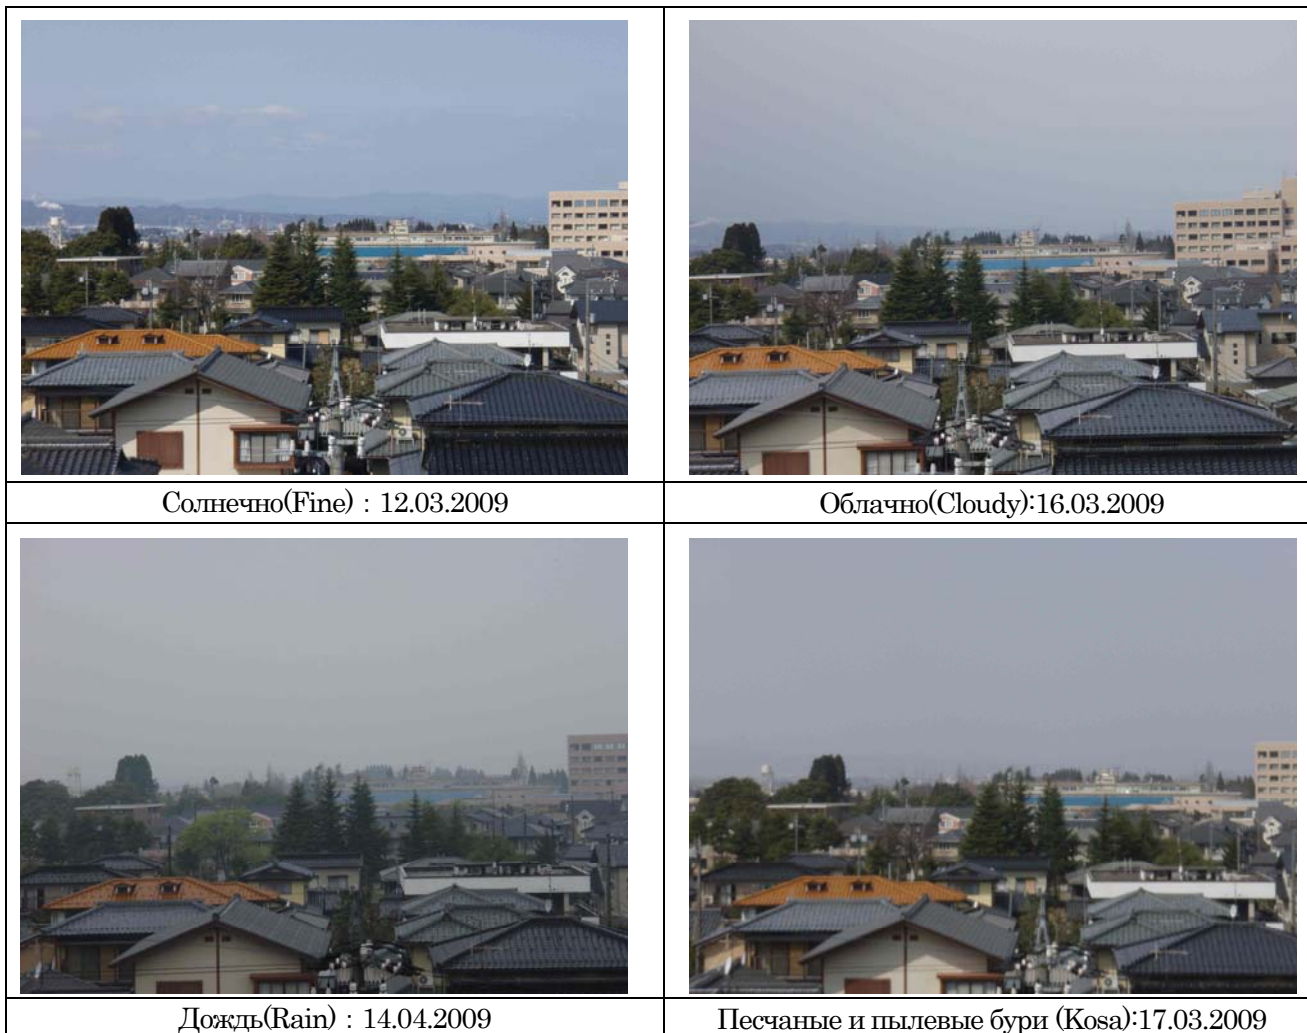 Солнечно(Fine) : 12.03.2009
Облачно(Cloudy):16.03.2009
Дождь(Rain) : 14.04.2009
Песчаные и пылевые бури (Kosa):17.03.2009